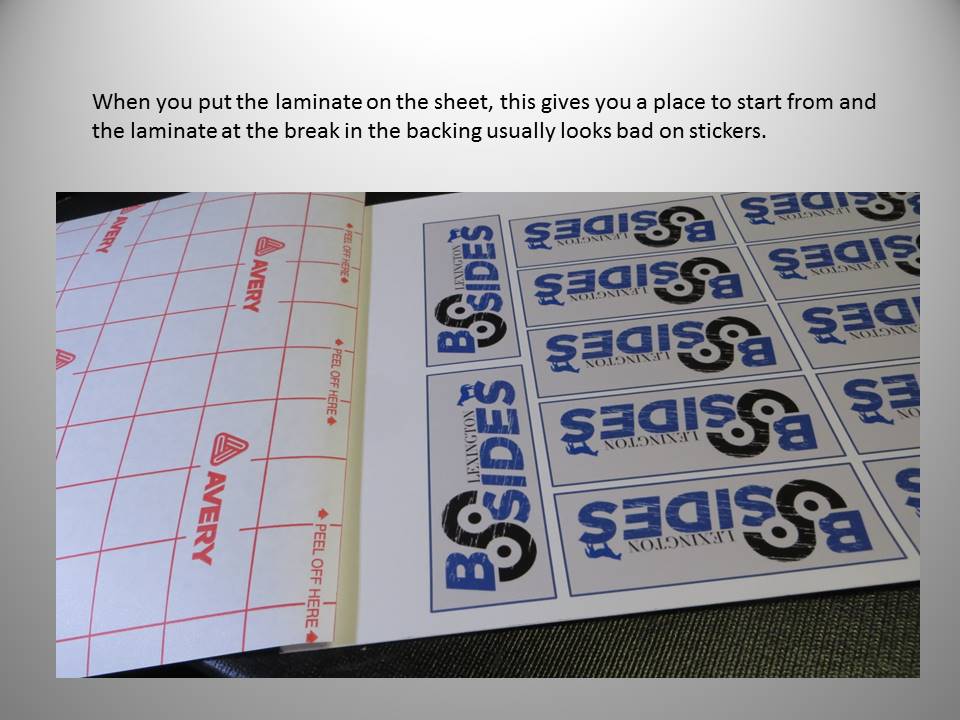 When you put the laminate on the sheet, this gives you a place to start from and
the laminate at the break in the backing usually looks bad on stickers.
AVERY
AVERY
AVERY
PEEL OFF HERE
PEEL OFF HERE
PEEL OFF HERE
BSIDES
LEXINGTON
BSIDES
LEXINGTON
BSIDES
LEXINGTON
BSIDES
LEXINGTON
BSIDES
LEXINGTON
BSIDES
LEXINGTON
BSIDES
LEXINGTON
SIDES
LEXINGTON
SIDES
LEXINGTON
SIDES
LEXINGTON